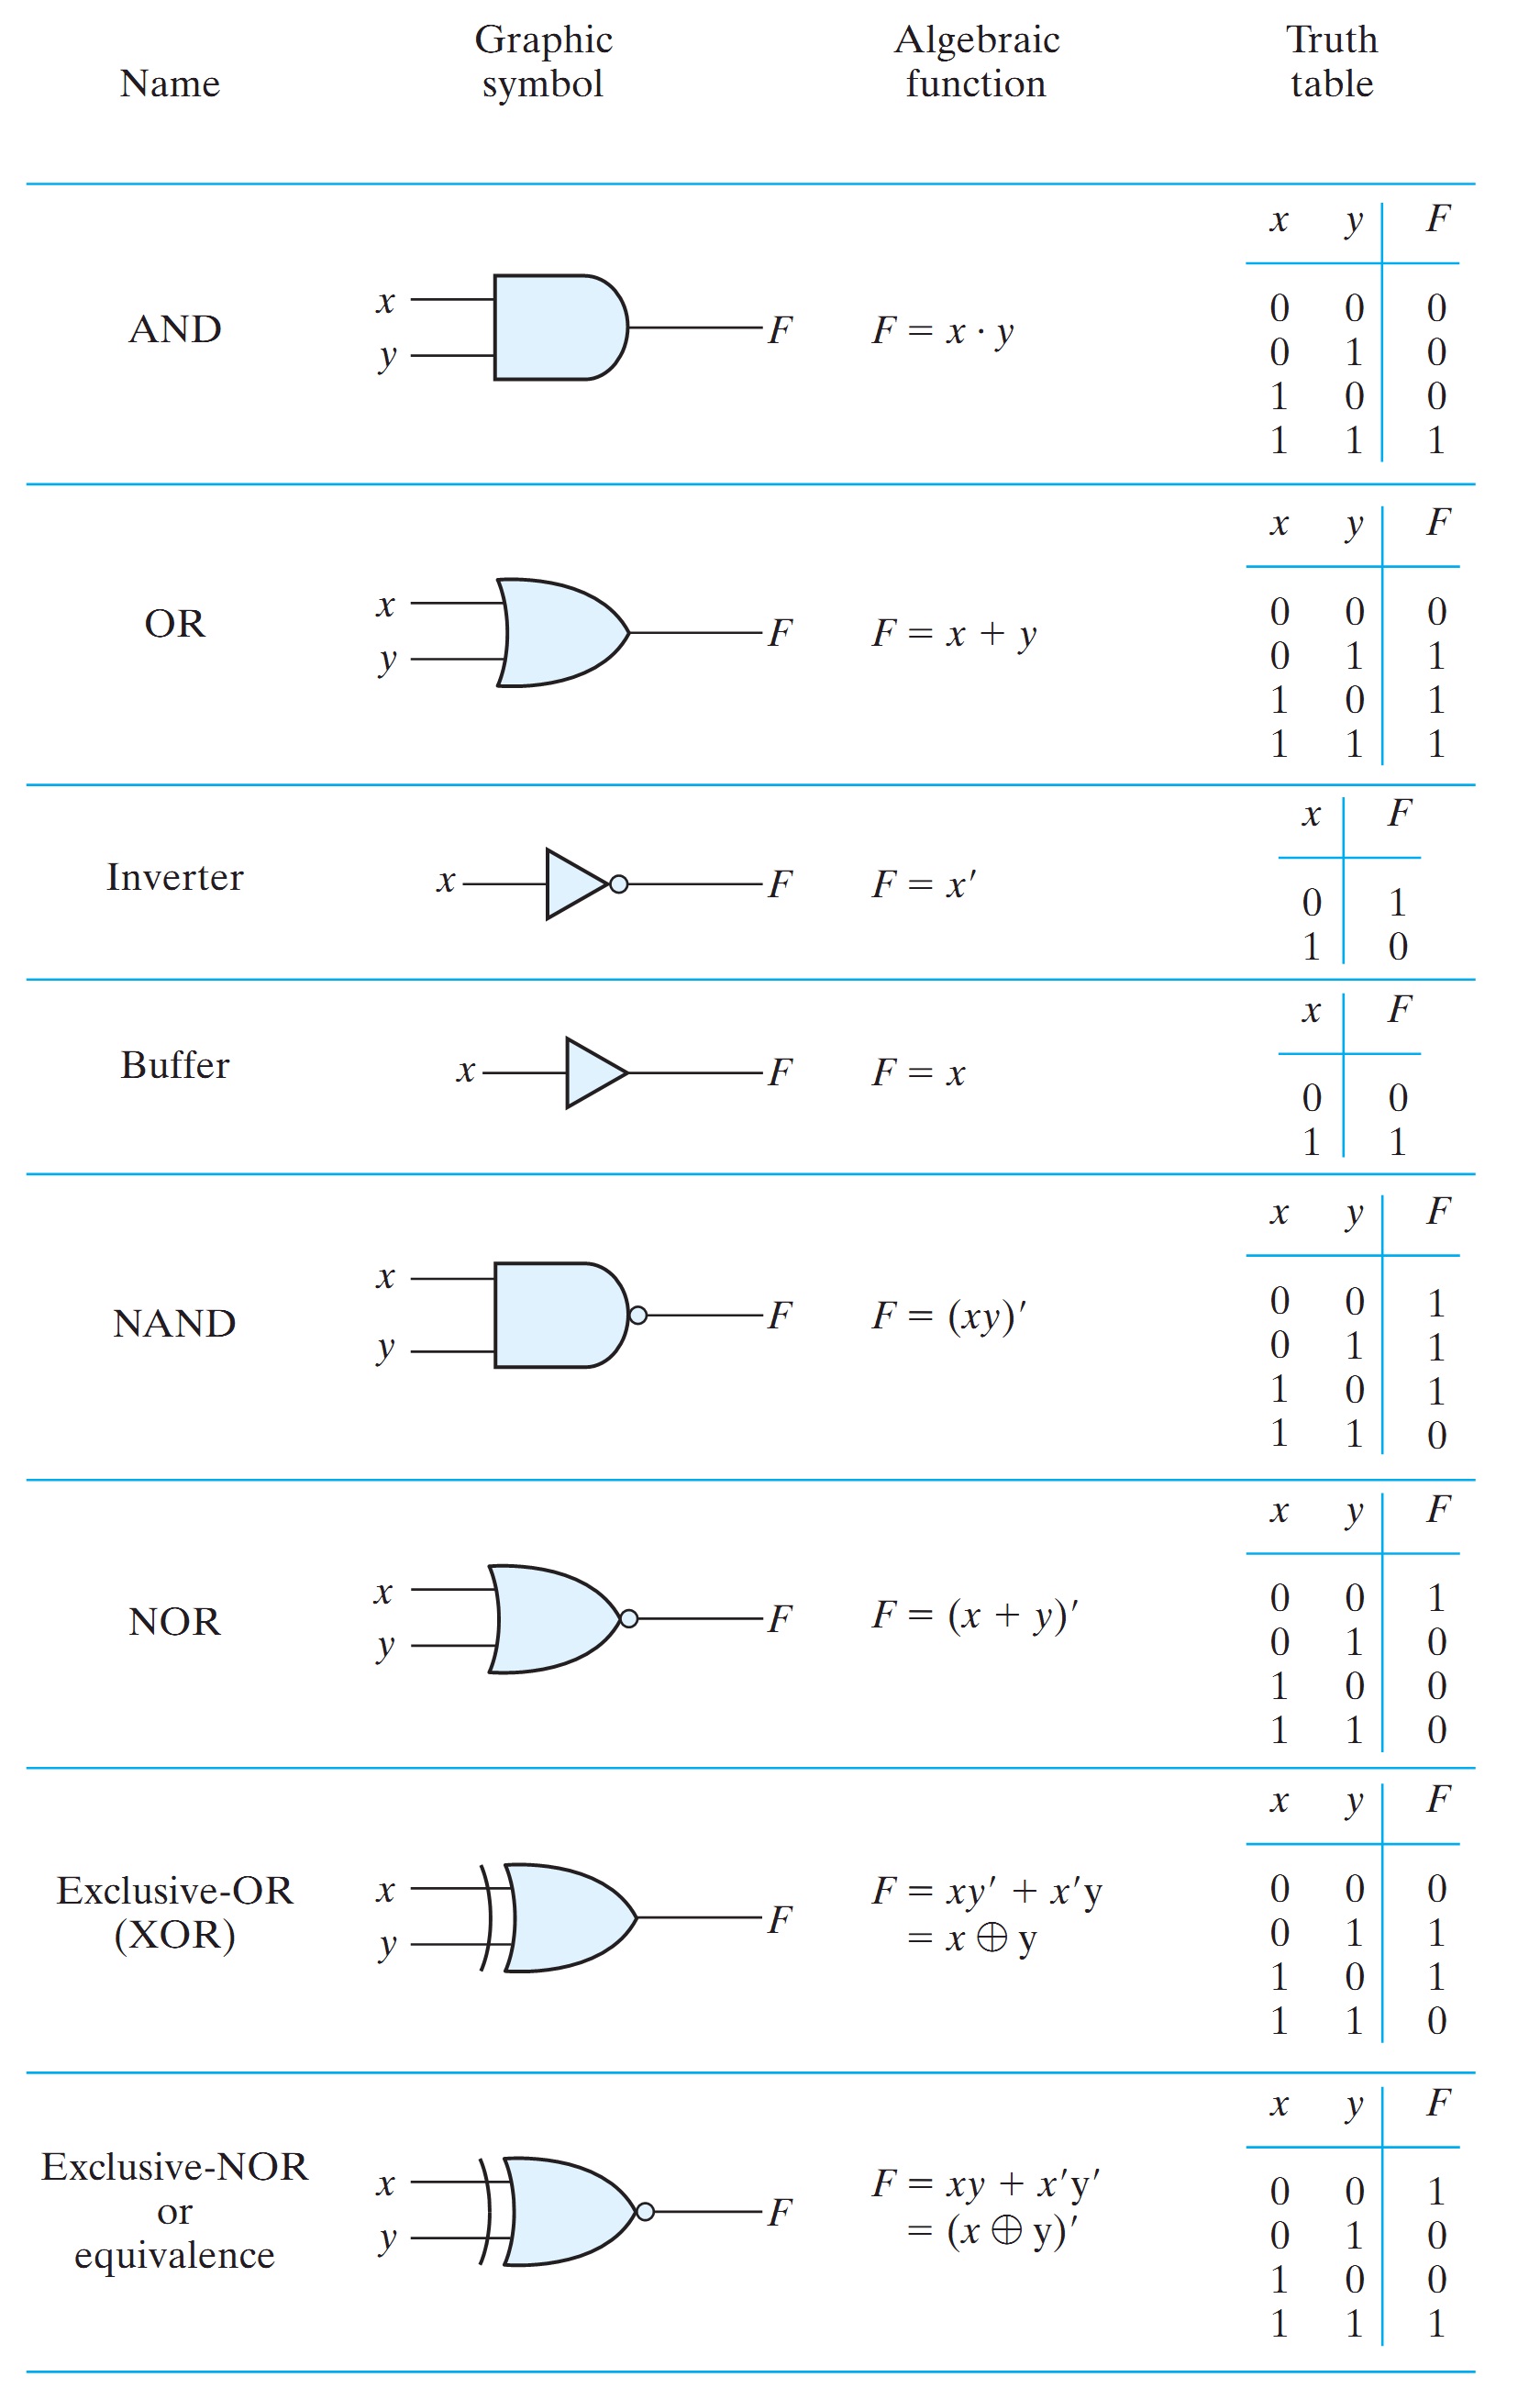 Name Graphic symbol Algebraic function Truth table
x y F
AND x y F F = x · y
0 0 0
0 1 0
1 0 0
1 1 1
x y F
OR x y F F = x + y
0 0 0
0 1 1
1 0 1
1 1 1
x F
Inverter x F F = x′
0 1
1 0
x F
Buffer x F F = x
0 0
1 1
x y F
NAND x y F F = (xy)′
0 0 1
0 1 1
1 0 1
1 1 0
x y F
NOR x y F F = (x + y)′
0 0 1
0 1 0
1 0 0
1 1 0
x y F
Exclusive-OR (XOR) x y F F = xy′ + x′y
= x ⊕ y
0 0 0
0 1 1
1 0 1
1 1 0
x y F
Exclusive-NOR or equivalence x y F F = xy + x′y′
= (x ⊕ y)′
0 0 1
0 1 0
1 0 0
1 1 1